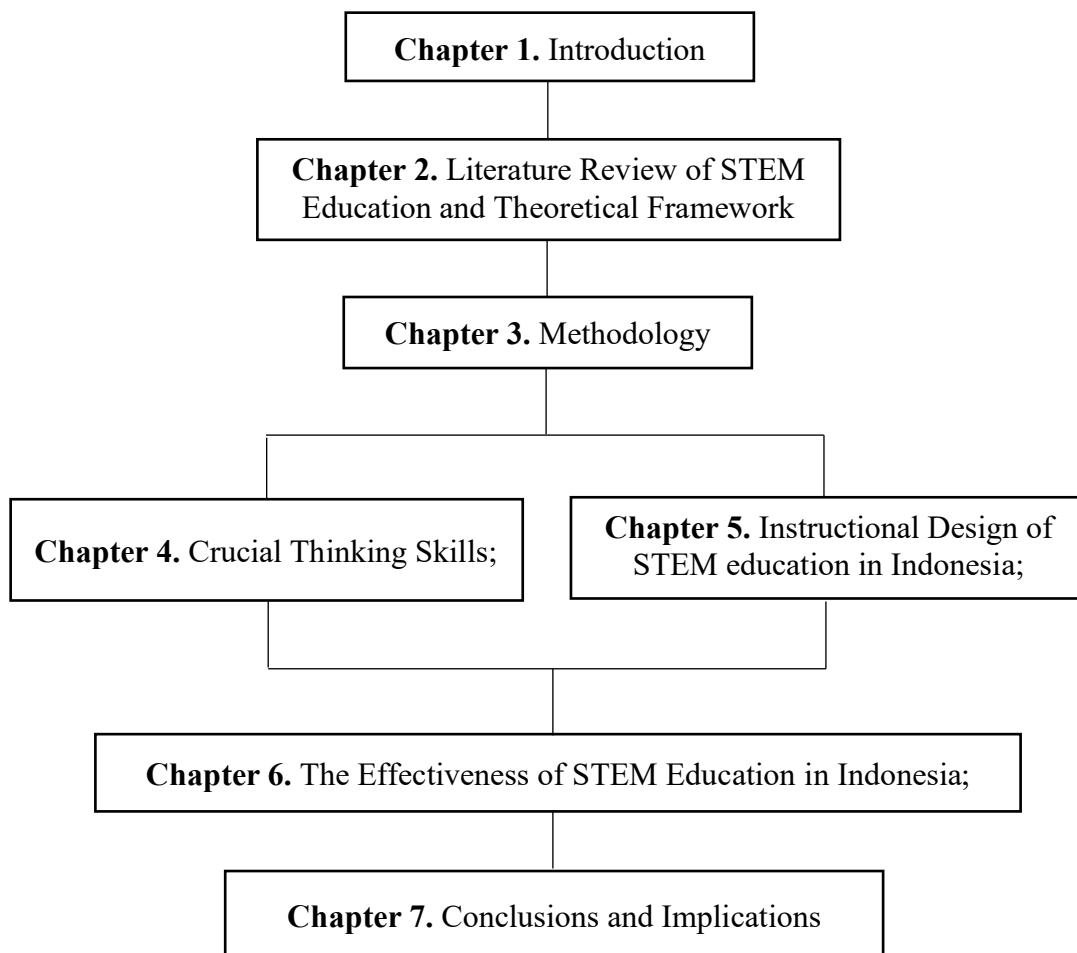 Chapter 1. Introduction
Chapter 2. Literature Review of STEM
Education and Theoretical Framework
Chapter 3. Methodology
Chapter 4. Crucial Thinking Skills;
Chapter 5. Instructional Design of
STEM education in Indonesia;
Chapter 6. The Effectiveness of STEM Education in Indonesia;
Chapter 7. Conclusions and Implications